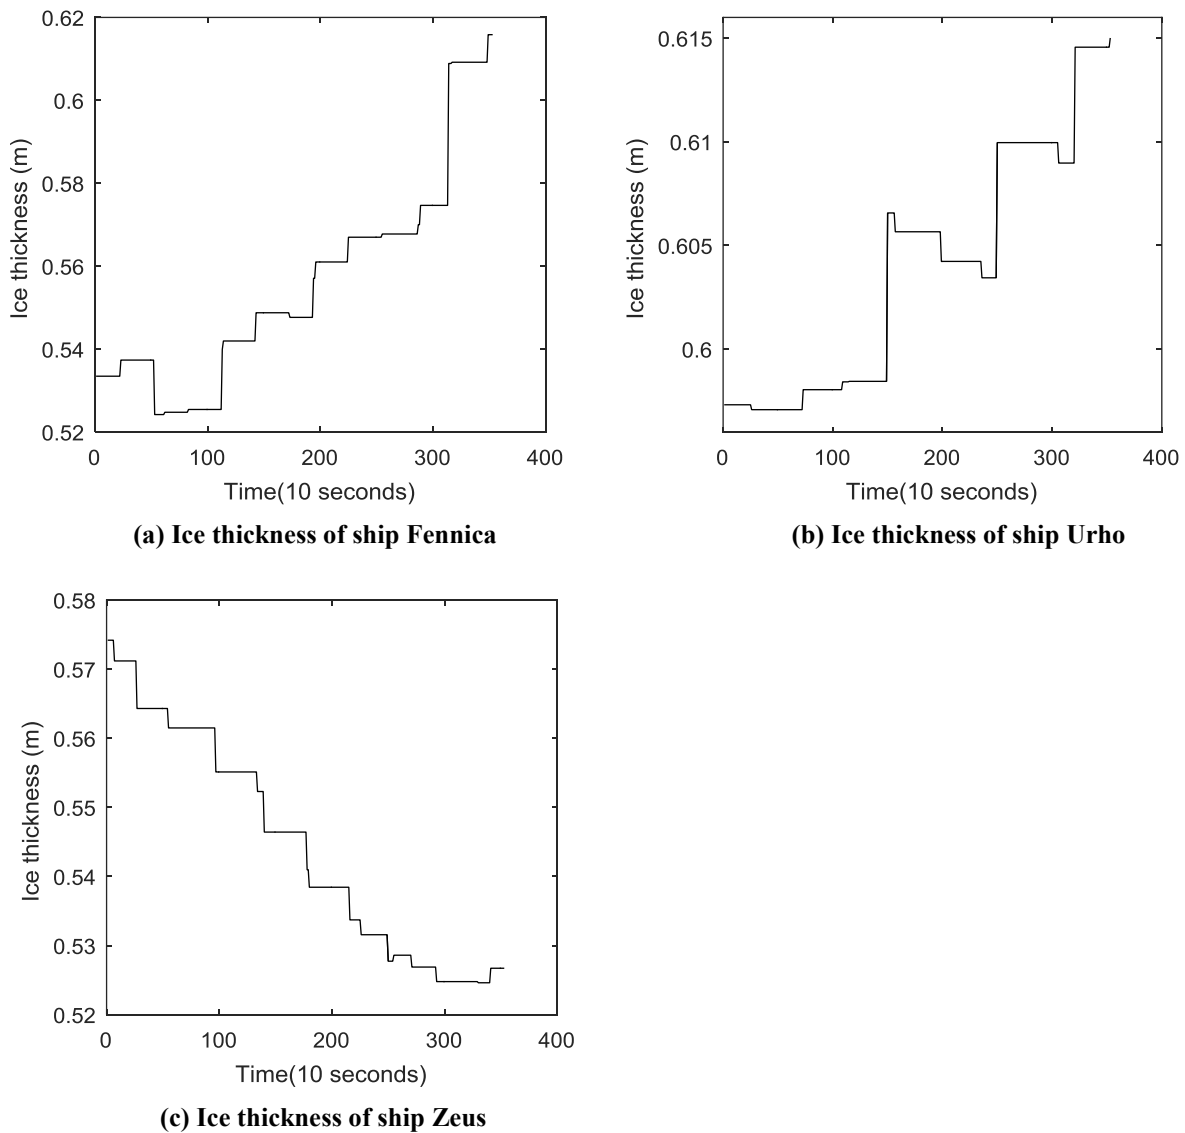 0.62
0.6
0.58
0.56
0.54
0.52
Ice thickness (m)
0 100 200 300 400
Time(10 seconds)
(a) Ice thickness of ship Fennica
0.615
0.61
0.605
0.6
Ice thickness (m)
0 100 200 300 400
Time(10 seconds)
(b) Ice thickness of ship Urho
0.58
0.57
0.56
0.55
0.54
0.53
0.52
Ice thickness (m)
0 100 200 300 400
Time(10 seconds)
(c) Ice thickness of ship Zeus